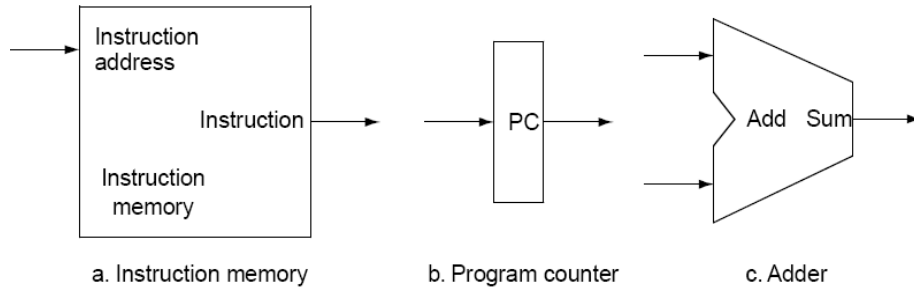 Instruction
address
Instruction
Instruction
memory
PC
Add Sum
a. Instruction memory
b. Program counter
c. Adder